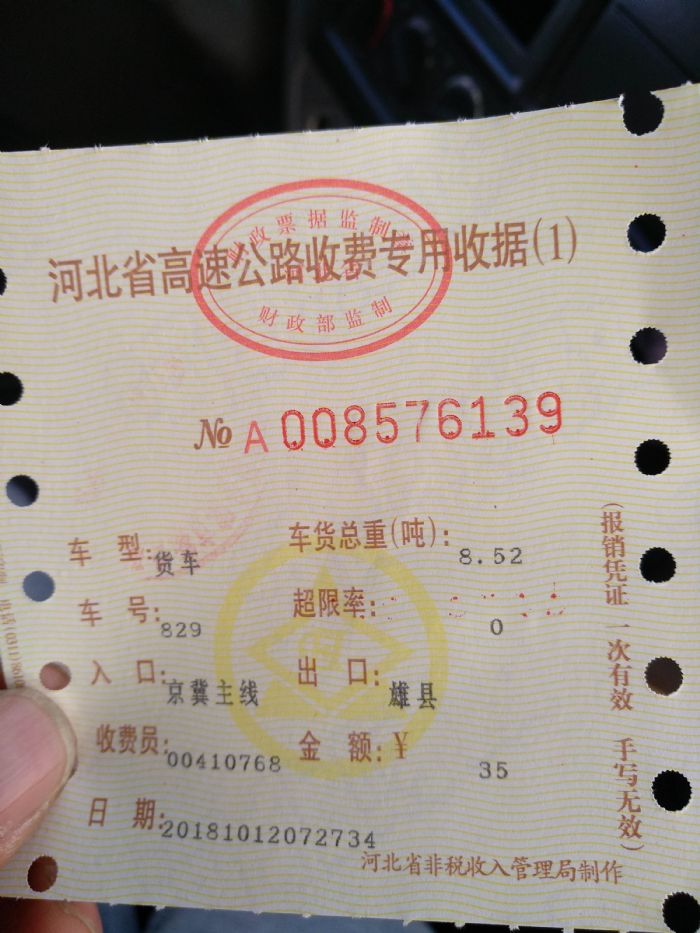 财政票据监制章
河北省高速公路收费专用收据(1)
财政部监制
№ A 008576139
车 型: 货车 车货总重(吨): 8.52
车 号: 829 超限率: 0
入 口: 京冀主线 出 口: 雄县
收费员: 00410768 金 额: ¥ 35
日 期: 20181012072734
河北省非税收入管理局制作
(报销凭证 一次有效 手写无效)